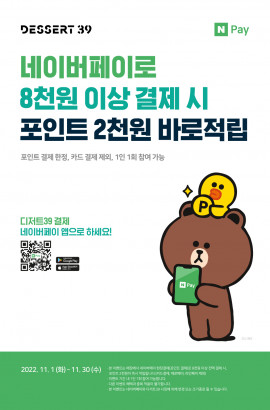 DESSERT 39
N Pay
네이버페이로
8천원 이상 결제 시
포인트 2천원 바로적립
포인트 결제 한정, 카드 결제 제외, 1인 1회 참여 가능
디저트39 결제
네이버페이 앱으로 하세요!
P
N Pay
2022. 11. 1 (화) – 11. 30 (수)